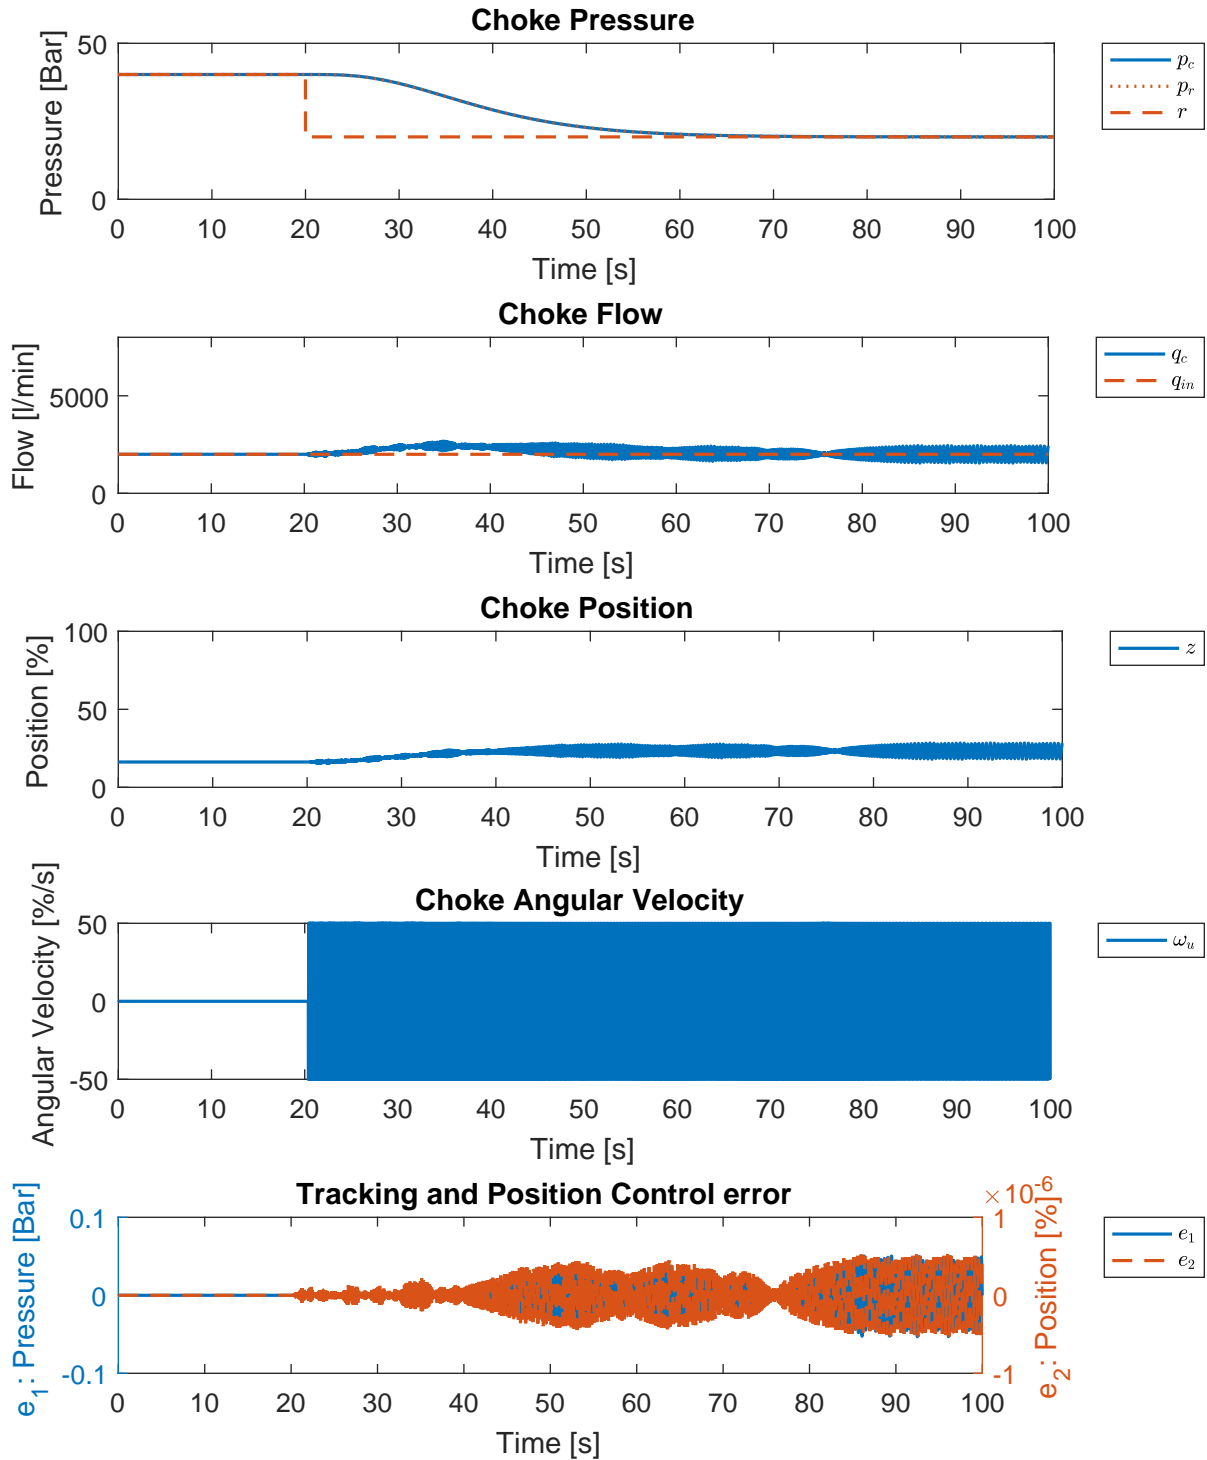 Choke Pressure
Pressure [Bar]
50
0
0 10 20 30 40 50 60 70 80 90 100
Time [s]
p_c
p_r
r
Choke Flow
Flow [l/min]
5000
0
0 10 20 30 40 50 60 70 80 90 100
Time [s]
q_c
q_in
Choke Position
Position [%]
100
50
0
0 10 20 30 40 50 60 70 80 90 100
Time [s]
z
Choke Angular Velocity
Angular Velocity [%/s]
50
0
-50
0 10 20 30 40 50 60 70 80 90 100
Time [s]
ω_u
Tracking and Position Control error
e_1: Pressure [Bar]
0.1
0
-0.1
0 10 20 30 40 50 60 70 80 90 100
Time [s]
×10^-6
1
0
-1
e_2: Position [%]
e_1
e_2